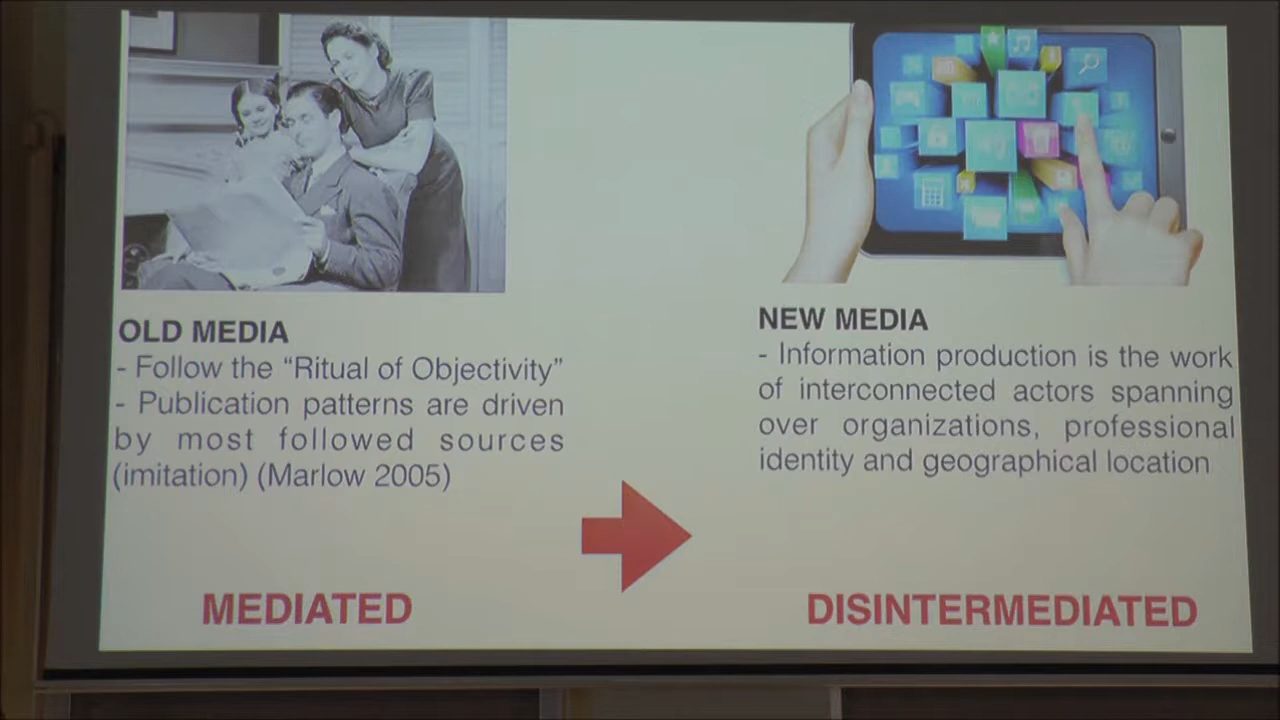 OLD MEDIA
- Follow the “Ritual of Objectivity”
- Publication patterns are driven
by most followed sources
(imitation) (Marlow 2005)
MEDIATED
NEW MEDIA
- Information production is the work
of interconnected actors spanning
over organizations, professional
identity and geographical location
DISINTERMEDIATED